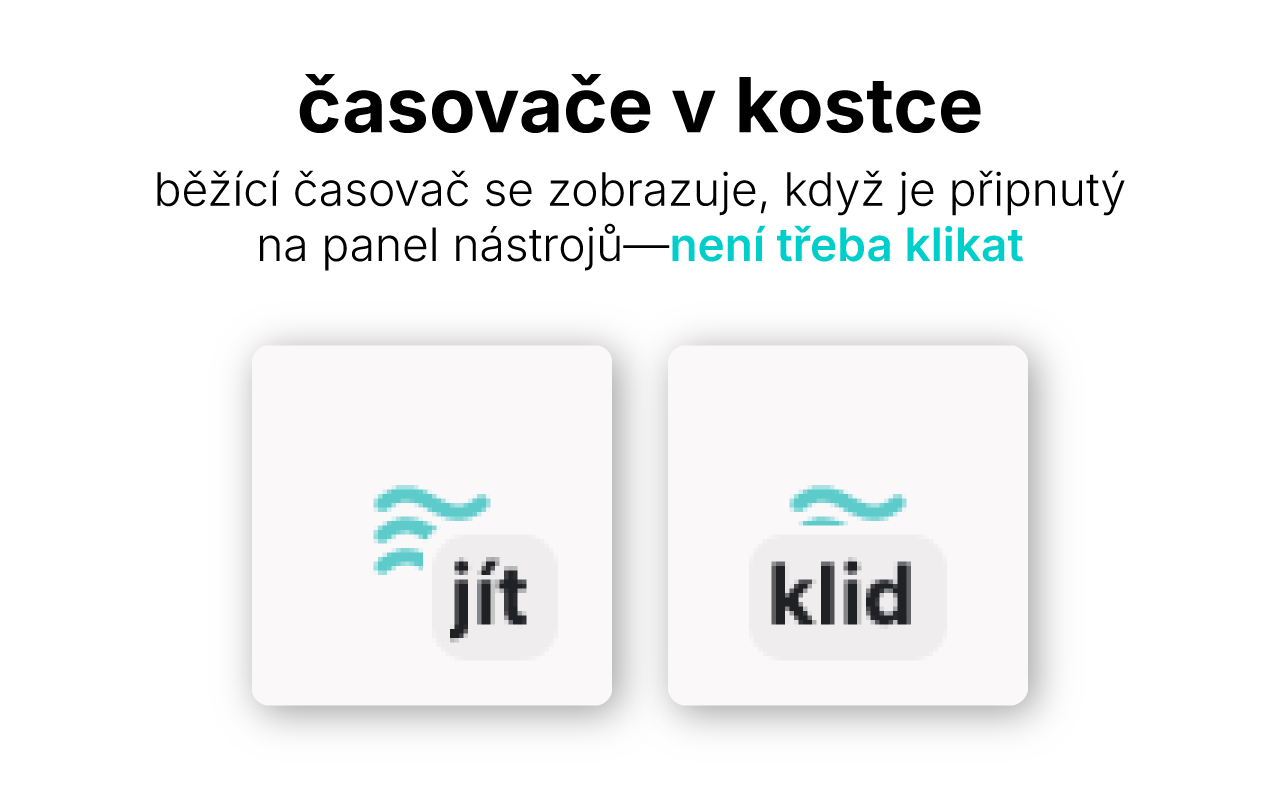 časovače v kostce
běžící časovač se zobrazuje, když je připnutý
na panel nástrojů—není třeba klikat
jít
klid